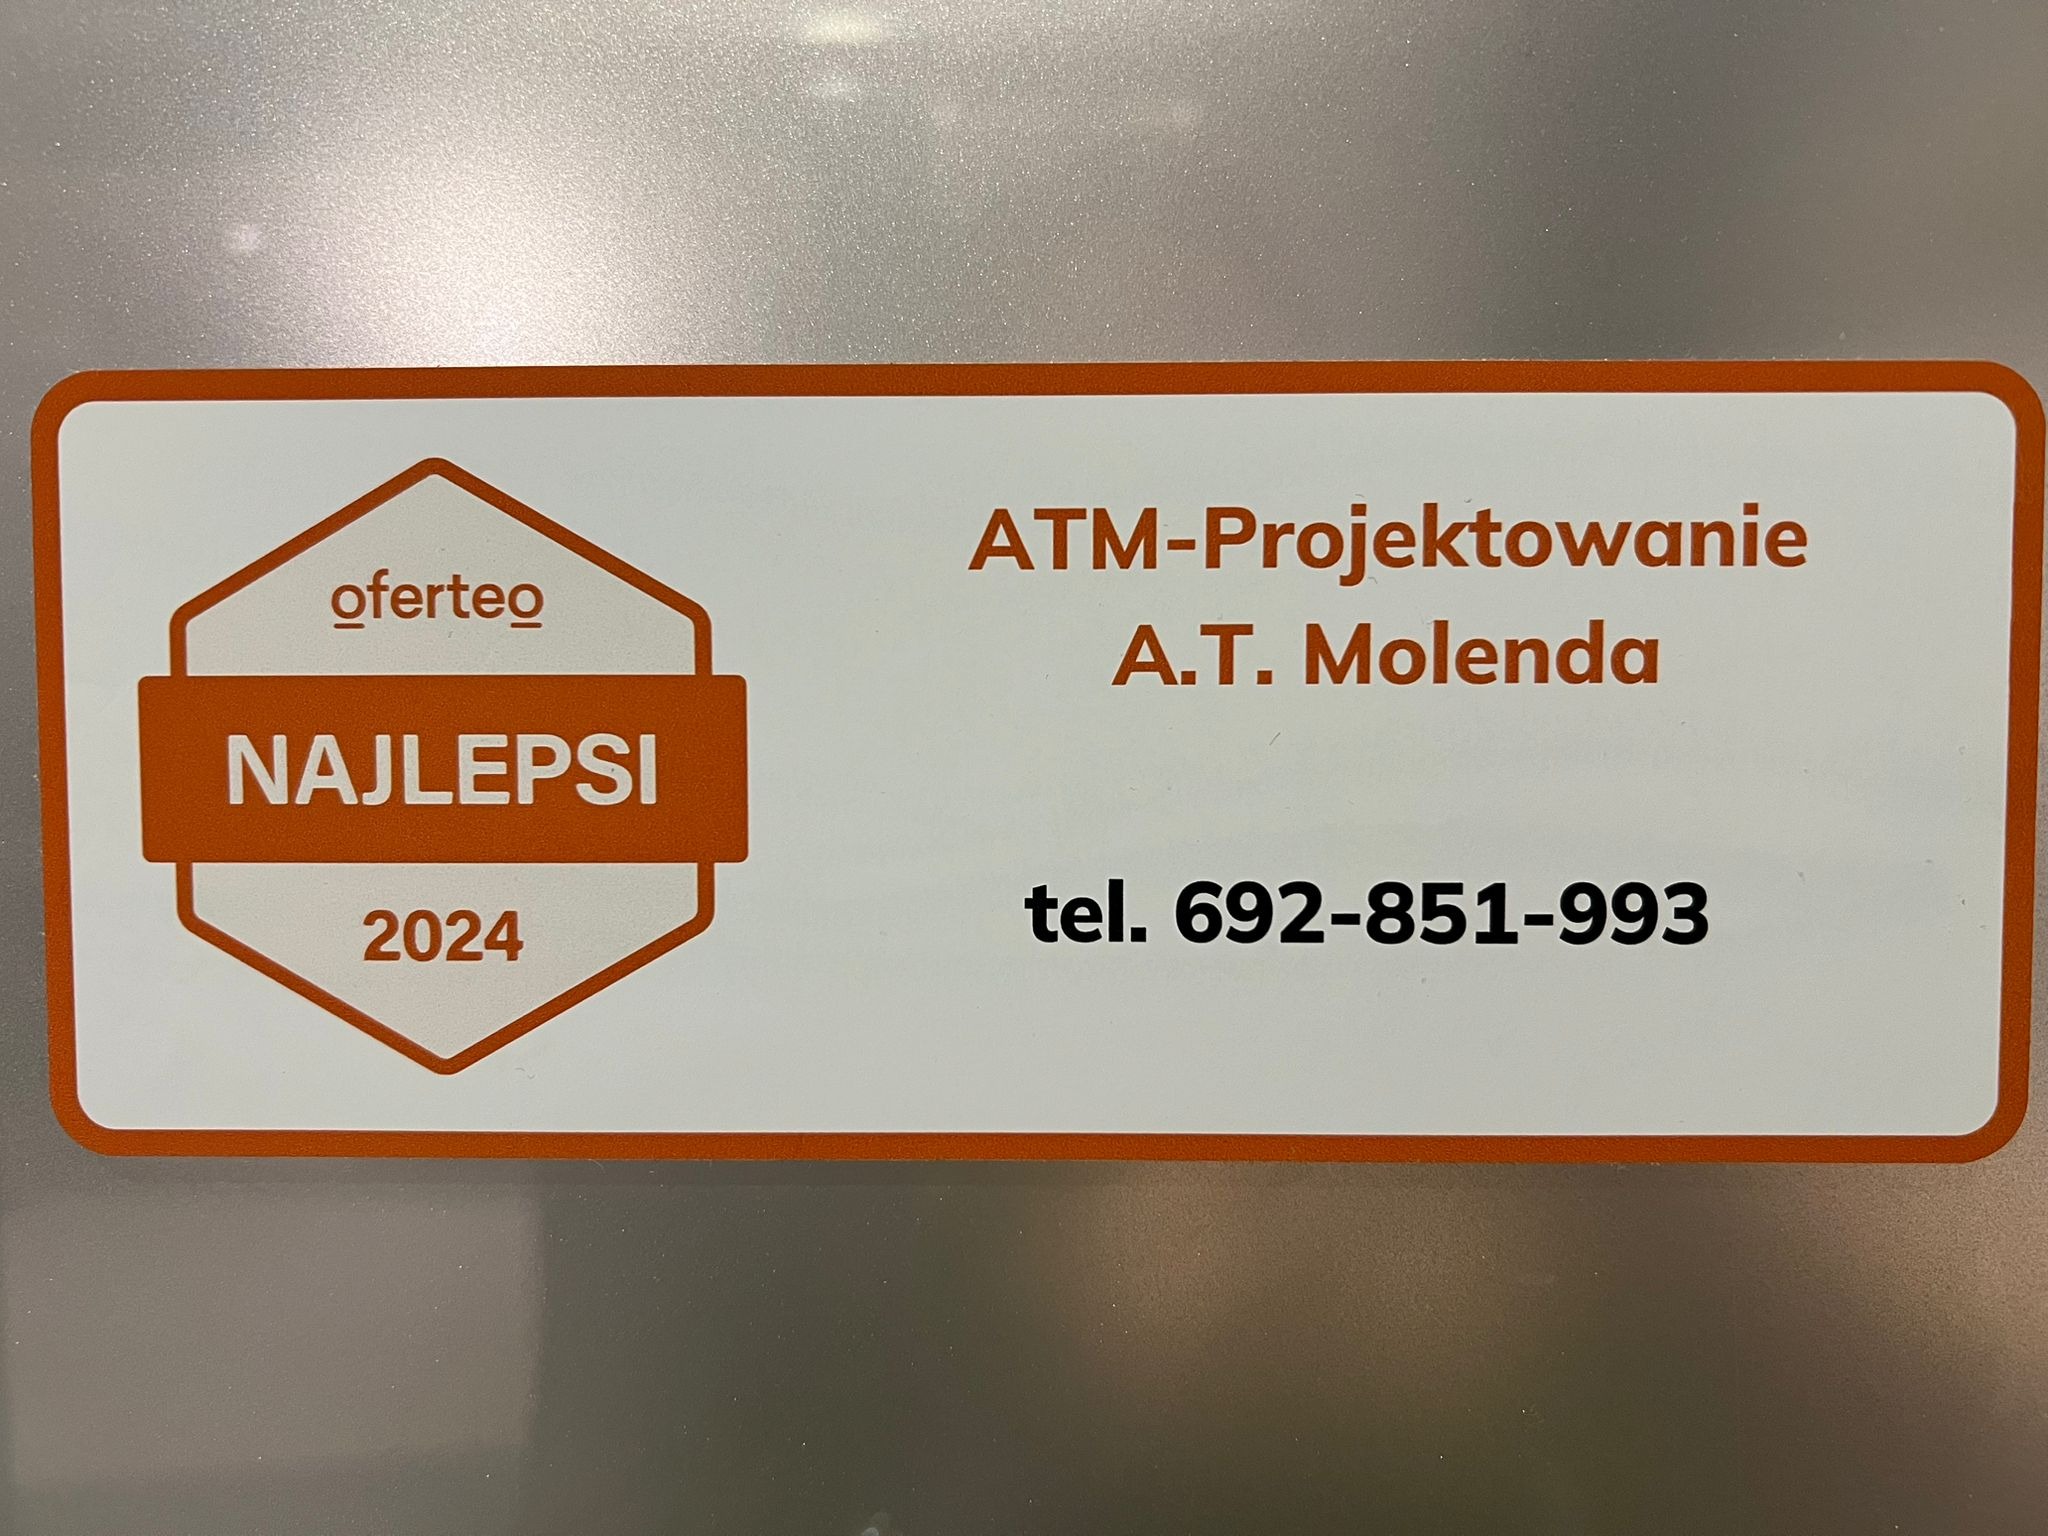 oferteo
NAJLEPSI
2024
ATM-Projektowanie
A.T. Molenda
tel. 692-851-993